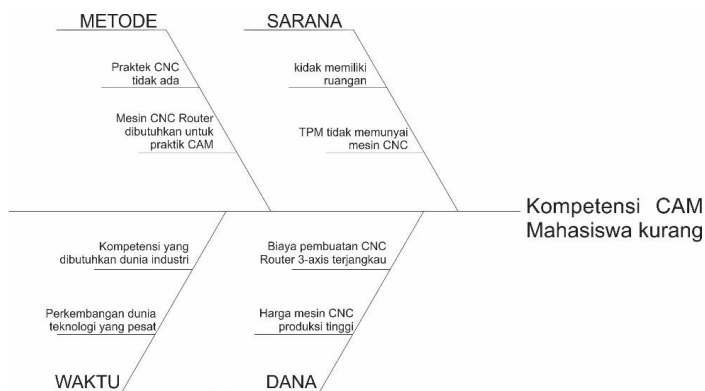 METODE
SARANA
Praktek CNC
tidak ada
kidak memiliki
ruangan
Mesin CNC Router
dibutuhkan untuk
praktik CAM
TPM tidak memunyai
mesin CNC
Kompetensi CAM
Mahasiswa kurang
Kompetensi yang
dibutuhkan dunia industri
Biaya pembuatan CNC
Router 3-axis terjangkau
Perkembangan dunia
teknologi yang pesat
Harga mesin CNC
produksi tinggi
WAKTU
DANA